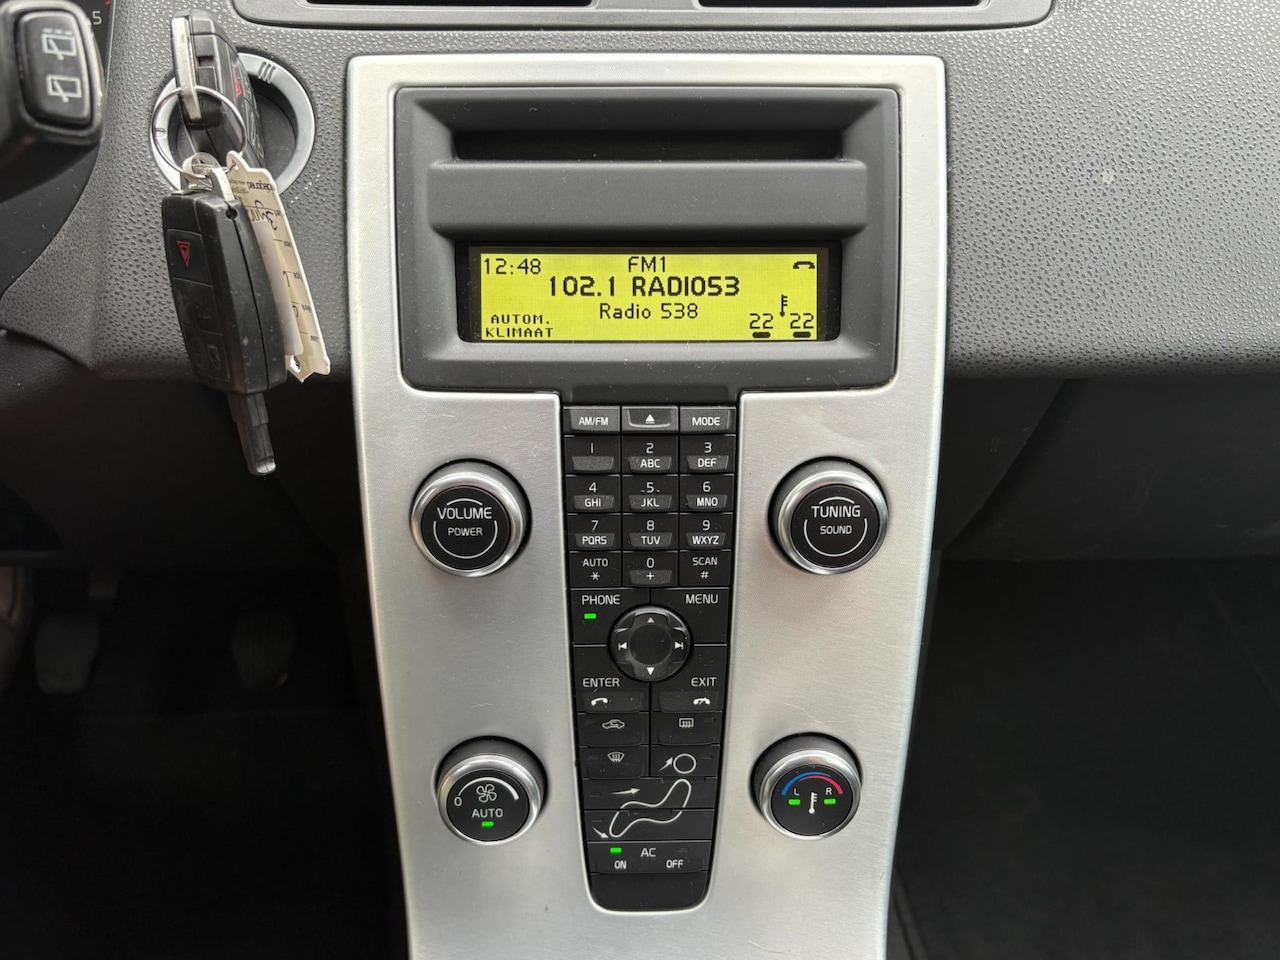 5
12:48
FM1
102.1 RADIO53
Radio 538
AUTOM.
KLIMAAT
22 22
AM/FM
MODE
1
2
ABC
3
DEF
4
GHI
5
JKL
6
MNO
7
PQRS
8
TUV
9
WXYZ
AUTO
*
0
+
SCAN
#
VOLUME
POWER
TUNING
SOUND
PHONE
MENU
ENTER
EXIT
0
AUTO
L R
AC
ON
OFF